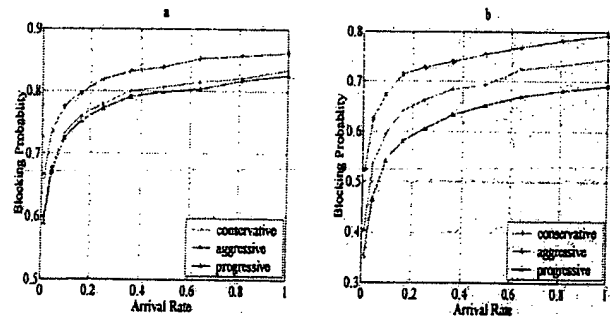 a
0.9
0.8
0.7
0.6
0.5
Blocking Probablity
0 0.2 0.4 0.6 0.8 1
Arrival Rate
conservative
aggressive
progressive
b
0.8
0.7
0.6
0.5
0.4
0.3
Blocking Probablity
0 0.2 0.4 0.6 0.8 1
Arrival Rate
conservative
aggressive
progressive